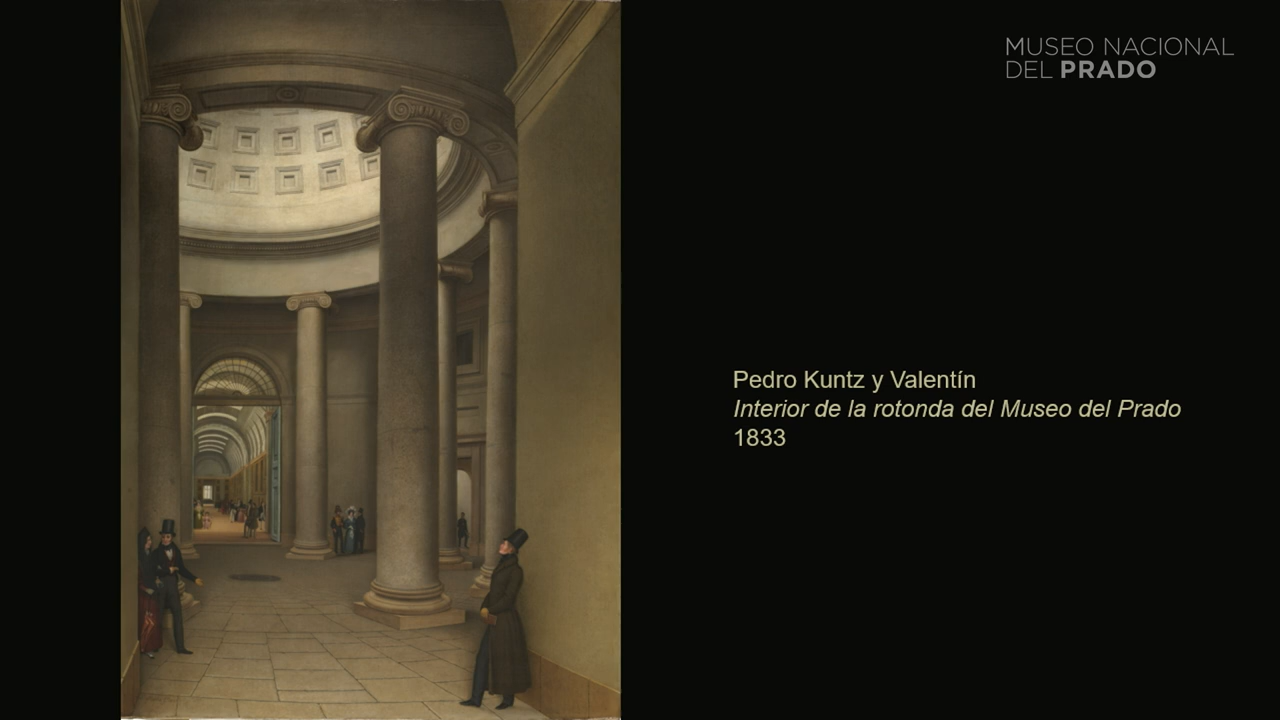 MUSEO NACIONAL
DEL PRADO
Pedro Kuntz y Valentín
Interior de la rotonda del Museo del Prado
1833